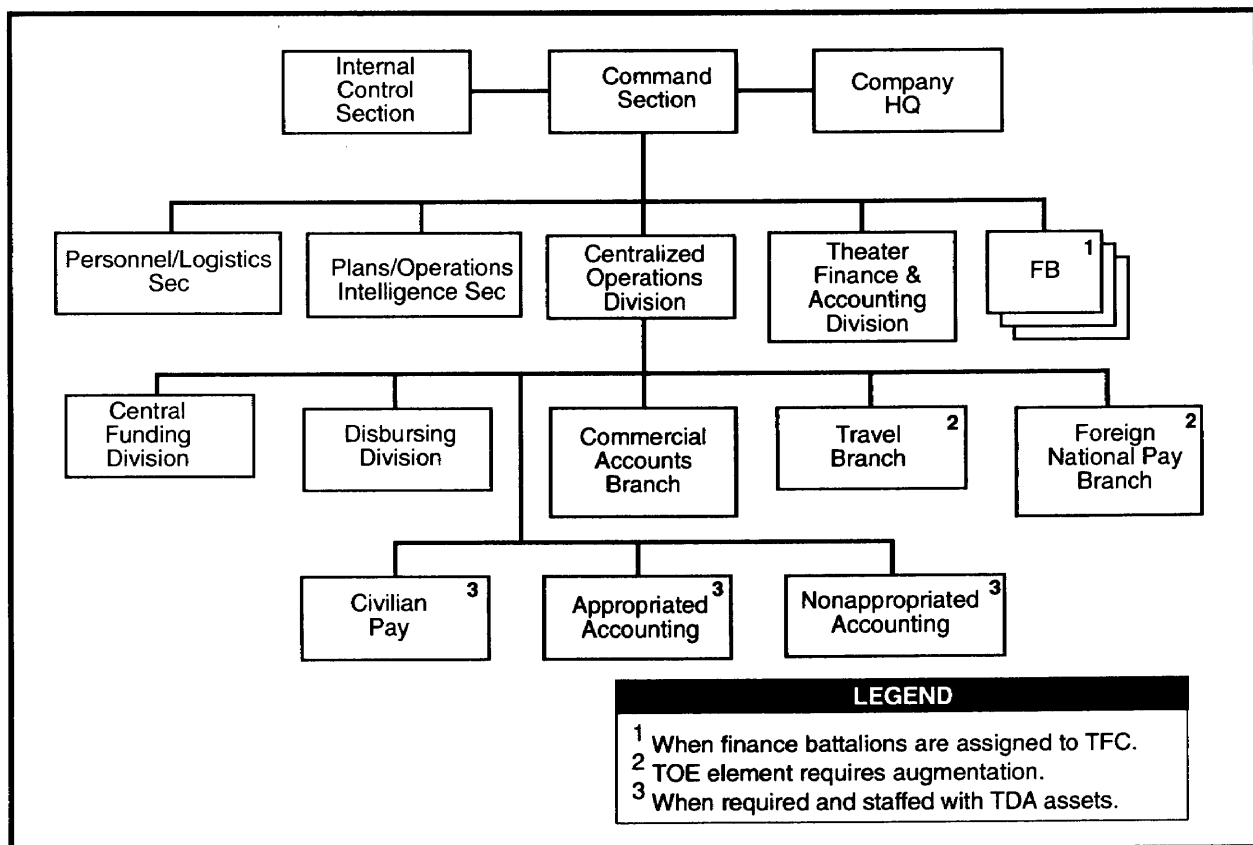 Internal
Control
Section
Command
Section
Company
HQ
Personnel/Logistics
Sec
Plans/Operations
Intelligence Sec
Centralized
Operations
Division
Theater
Finance &
Accounting
Division
1
FB
Central
Funding
Division
Disbursing
Division
Commercial
Accounts
Branch
2
Travel
Branch
2
Foreign
National Pay
Branch
3
Civilian
Pay
3
Appropriated
Accounting
3
Nonappropriated
Accounting
LEGEND
1 When finance battalions are assigned to TFC.
2 TOE element requires augmentation.
3 When required and staffed with TDA assets.